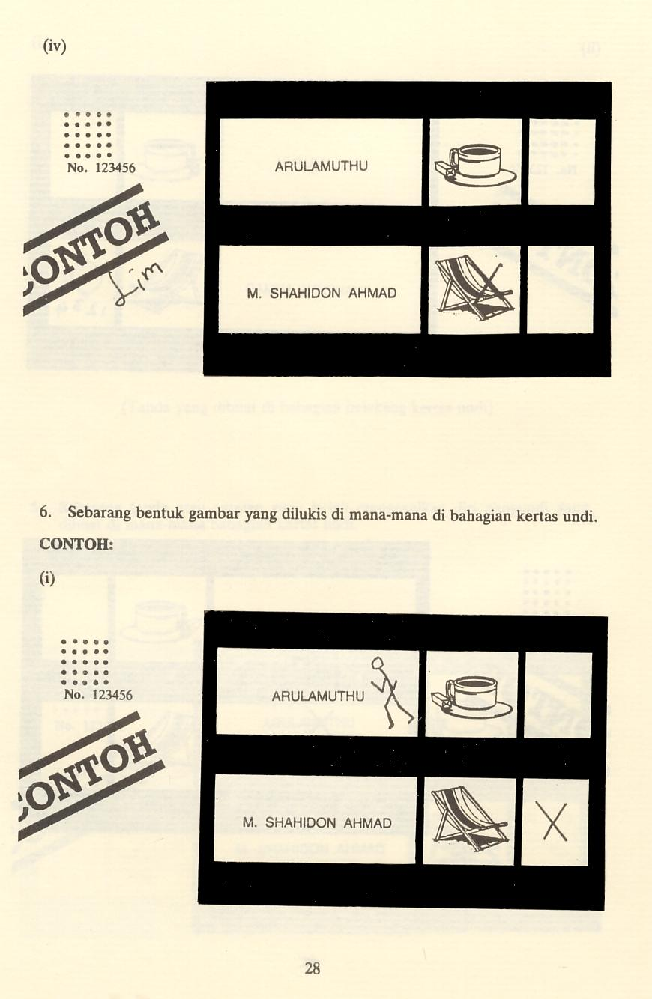 (iv)
No. 123456
CONTOH
Lim
ARULAMUTHU
M. SHAHIDON AHMAD
6. Sebarang bentuk gambar yang dilukis di mana-mana di bahagian kertas undi.
CONTOH:
(i)
No. 123456
CONTOH
ARULAMUTHU
M. SHAHIDON AHMAD
X
28